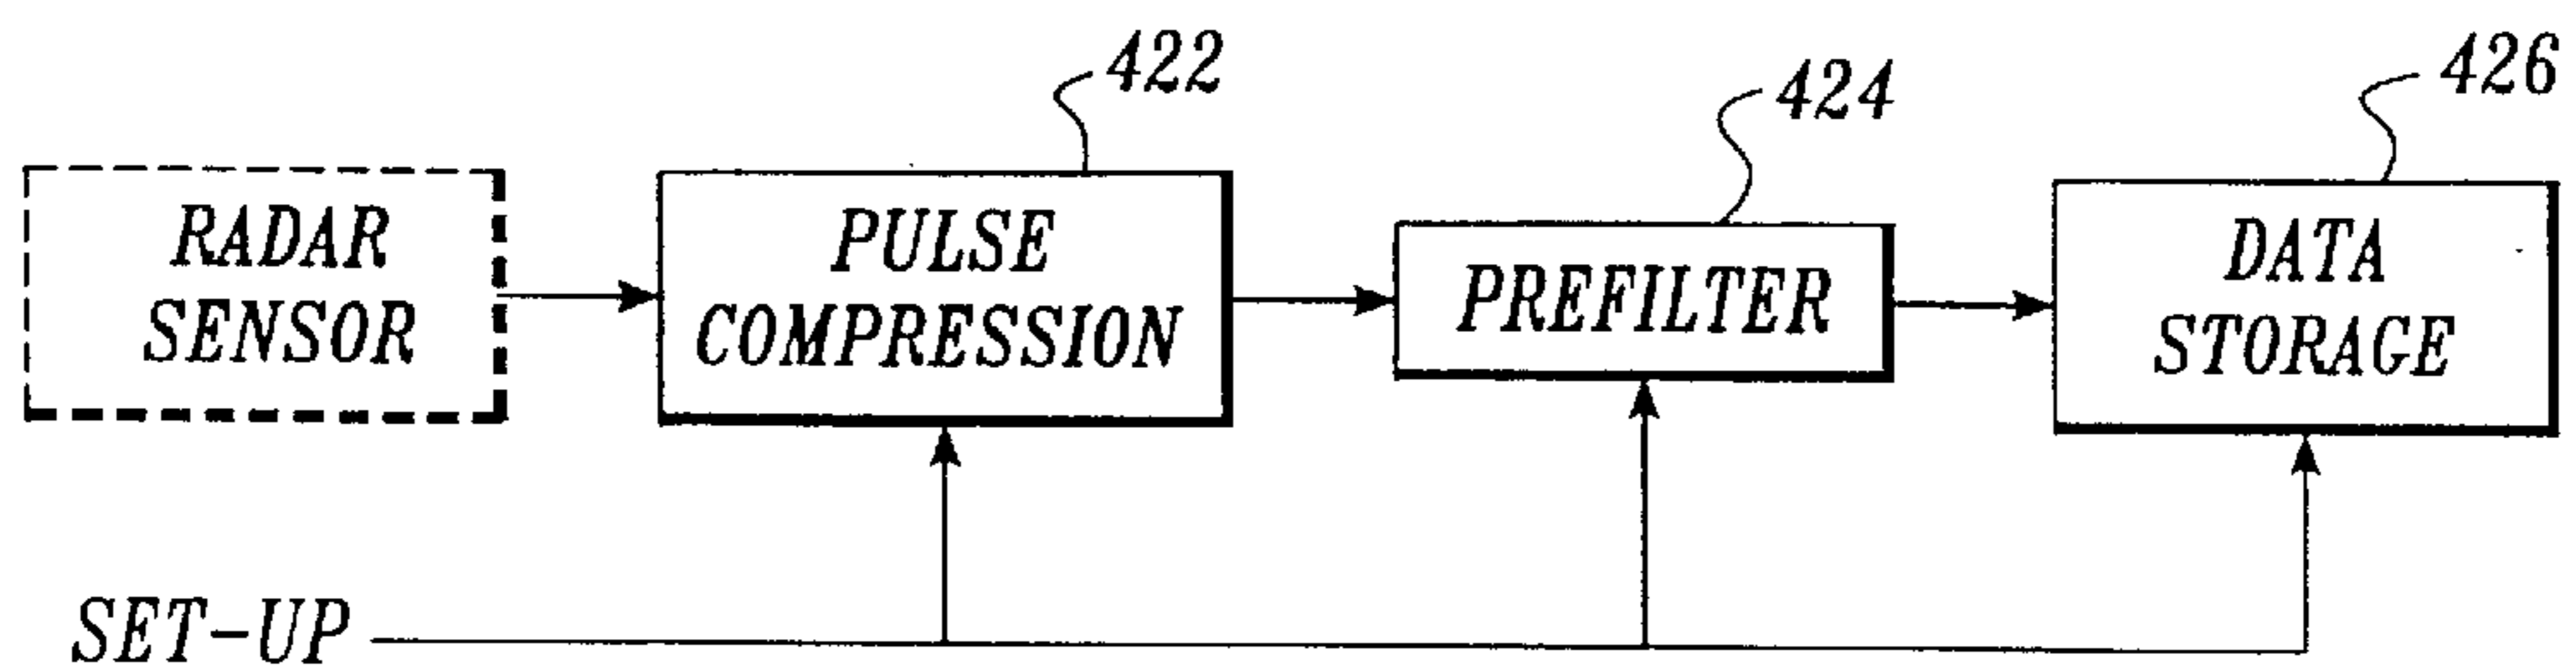 422
424
426
RADAR
SENSOR
PULSE
COMPRESSION
PREFILTER
DATA
STORAGE
SET-UP